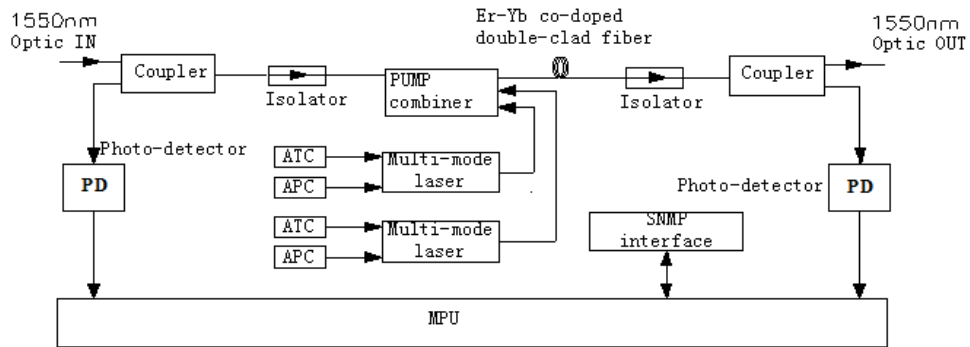 1550nm
Optic IN
Er-Yb co-doped
double-clad fiber
1550nm
Optic OUT
Coupler
Isolator
PUMP
combiner
Isolator
Coupler
Photo-detector
PD
ATC
APC
Multi-mode
laser
ATC
APC
Multi-mode
laser
Photo-detector
PD
SNMP
interface
MPU